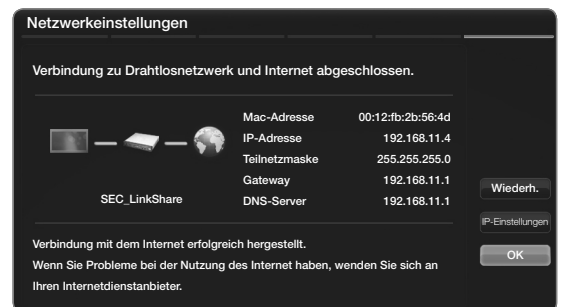 Netzwerkeinstellungen
Verbindung zu Drahtlosnetzwerk und Internet abgeschlossen.
Mac-Adresse 00:12:fb:2b:56:4d
IP-Adresse 192.168.11.4
Teilnetzmaske 255.255.255.0
Gateway 192.168.11.1
SEC_LinkShare
DNS-Server 192.168.11.1
Wiederh.
IP-Einstellungen
OK
Verbindung mit dem Internet erfolgreich hergestellt.
Wenn Sie Probleme bei der Nutzung des Internet haben, wenden Sie sich an
Ihren Internetdienstanbieter.